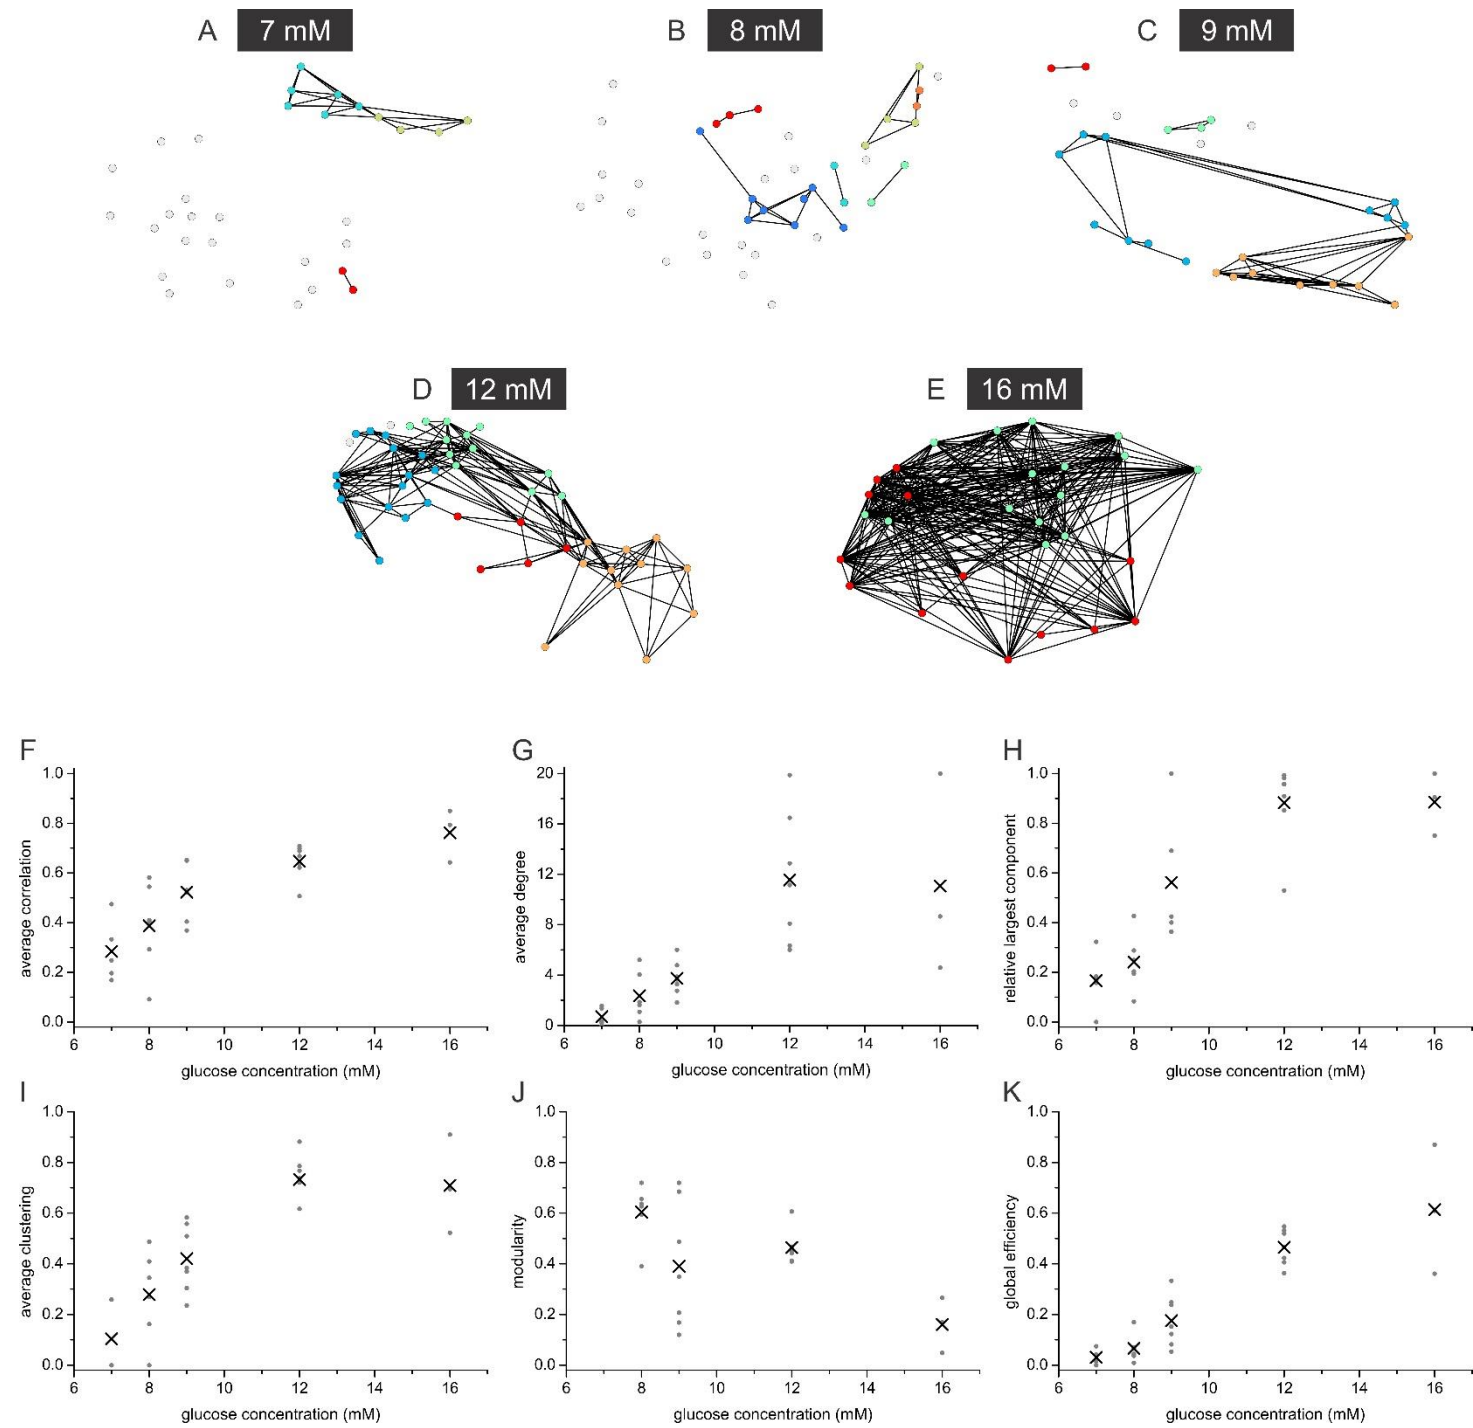 A 7 mM
B 8 mM
C 9 mM
D 12 mM
E 16 mM
F
1.0
0.8
0.6
0.4
0.2
0.0
average correlation
6 8 10 12 14 16
glucose concentration (mM)
G
20
16
12
8
4
0
average degree
6 8 10 12 14 16
glucose concentration (mM)
H
1.0
0.8
0.6
0.4
0.2
0.0
relative largest component
6 8 10 12 14 16
glucose concentration (mM)
I
1.0
0.8
0.6
0.4
0.2
0.0
average clustering
6 8 10 12 14 16
glucose concentration (mM)
J
1.0
0.8
0.6
0.4
0.2
0.0
modularity
6 8 10 12 14 16
glucose concentration (mM)
K
1.0
0.8
0.6
0.4
0.2
0.0
global efficiency
6 8 10 12 14 16
glucose concentration (mM)